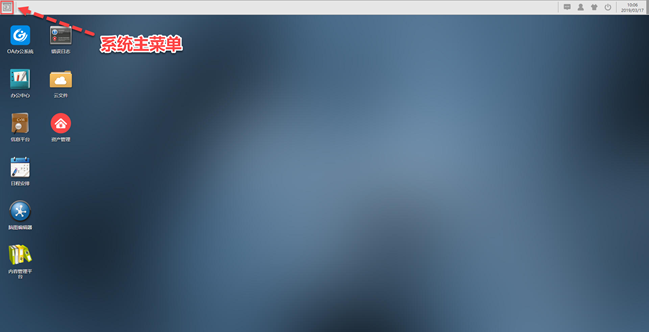 10:06
2016/03/17
系统主菜单
OA办公系统
错误日志
办公中心
云文件
信息平台
资产管理
日程安排
脑图编辑器
内容管理平
台